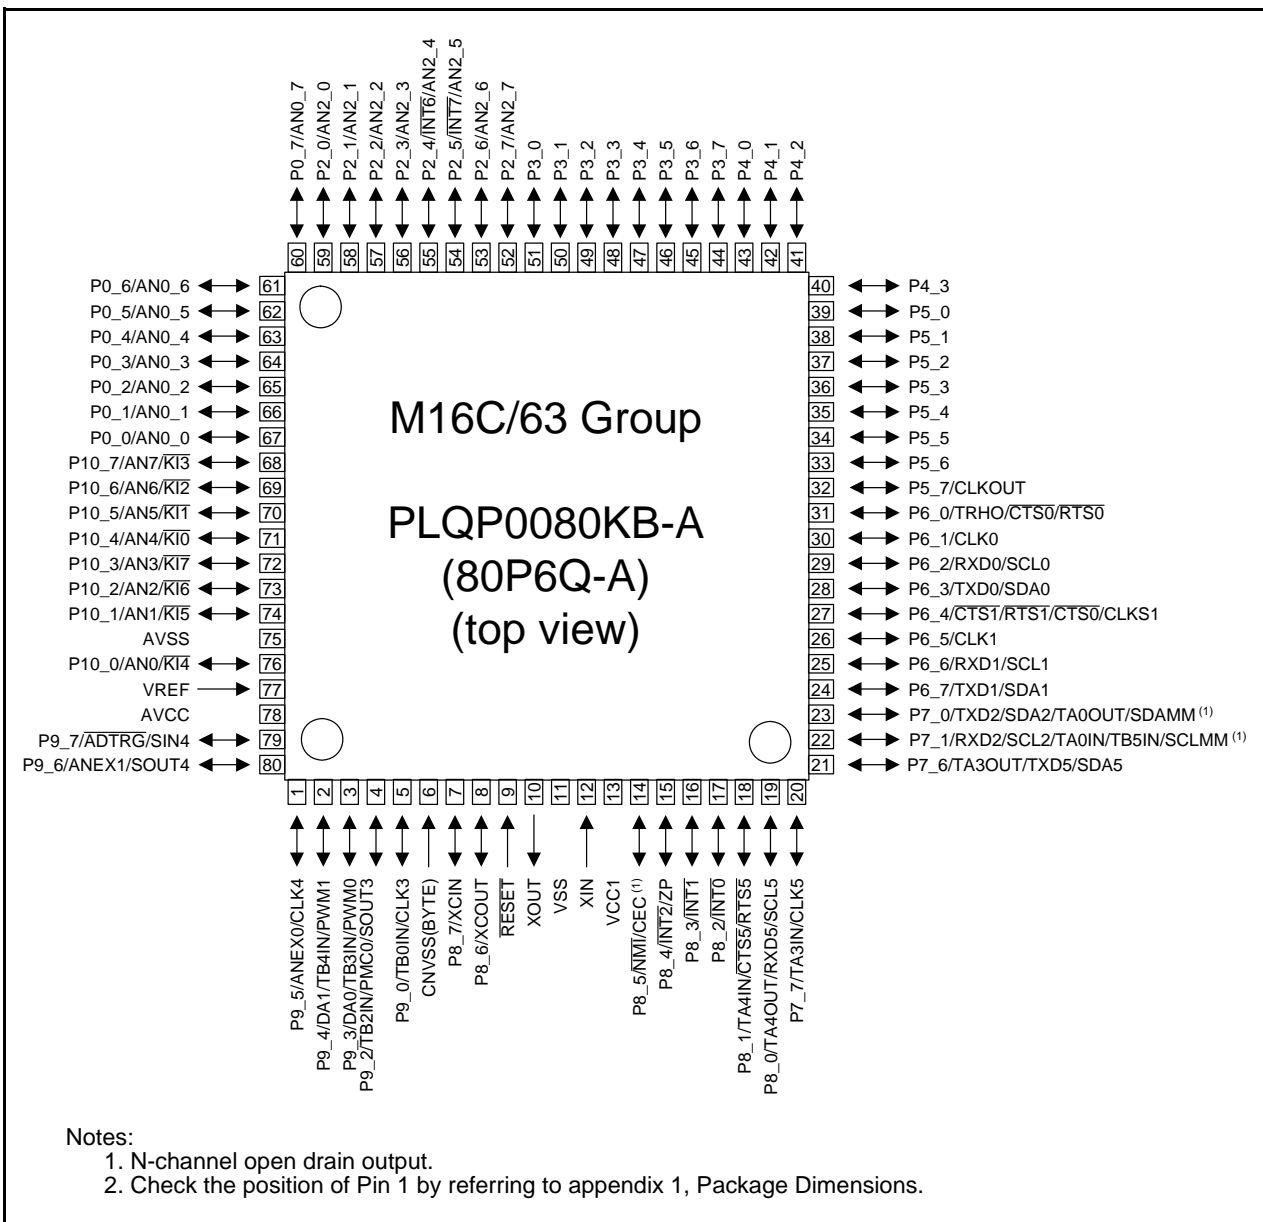 P0_7/AN0_7
P2_0/AN2_0
P2_1/AN2_1
P2_2/AN2_2
P2_3/AN2_3
P2_4/INT6/AN2_4
P2_5/INT7/AN2_5
P2_6/AN2_6
P2_7/AN2_7
P3_0
P3_1
P3_2
P3_3
P3_4
P3_5
P3_6
P3_7
P4_0
P4_1
P4_2
60 59 58 57 56 55 54 53 52 51 50 49 48 47 46 45 44 43 42 41
P0_6/AN0_6 61
P0_5/AN0_5 62
P0_4/AN0_4 63
P0_3/AN0_3 64
P0_2/AN0_2 65
P0_1/AN0_1 66
P0_0/AN0_0 67
P10_7/AN7/KI3 68
P10_6/AN6/KI2 69
P10_5/AN5/KI1 70
P10_4/AN4/KI0 71
P10_3/AN3/KI7 72
P10_2/AN2/KI6 73
P10_1/AN1/KI5 74
AVSS 75
P10_0/AN0/KI4 76
VREF 77
AVCC 78
P9_7/ADTRG/SIN4 79
P9_6/ANEX1/SOUT4 80
M16C/63 Group
PLQP0080KB-A
(80P6Q-A)
(top view)
40 P4_3
39 P5_0
38 P5_1
37 P5_2
36 P5_3
35 P5_4
34 P5_5
33 P5_6
32 P5_7/CLKOUT
31 P6_0/TRHO/CTS0/RTS0
30 P6_1/CLK0
29 P6_2/RXD0/SCL0
28 P6_3/TXD0/SDA0
27 P6_4/CTS1/RTS1/CTS0/CLKS1
26 P6_5/CLK1
25 P6_6/RXD1/SCL1
24 P6_7/TXD1/SDA1
23 P7_0/TXD2/SDA2/TA0OUT/SDAMM (1)
22 P7_1/RXD2/SCL2/TA0IN/TB5IN/SCLMM (1)
21 P7_6/TA3OUT/TXD5/SDA5
1 2 3 4 5 6 7 8 9 10 11 12 13 14 15 16 17 18 19 20
P9_5/ANEX0/CLK4
P9_4/DA1/TB4IN/PWM1
P9_3/DA0/TB3IN/PWM0
P9_2/TB2IN/PMC0/SOUT3
P9_0/TB0IN/CLK3
CNVSS(BYTE)
P8_7/XCIN
P8_6/XCOUT
RESET
XOUT
VSS
XIN
VCC1
P8_5/NMI/CEC (1)
P8_4/INT2/ZP
P8_3/INT1
P8_2/INT0
P8_1/TA4IN/CTS5/RTS5
P8_0/TA4OUT/RXD5/SCL5
P7_7/TA3IN/CLK5
Notes:
1. N-channel open drain output.
2. Check the position of Pin 1 by referring to appendix 1, Package Dimensions.